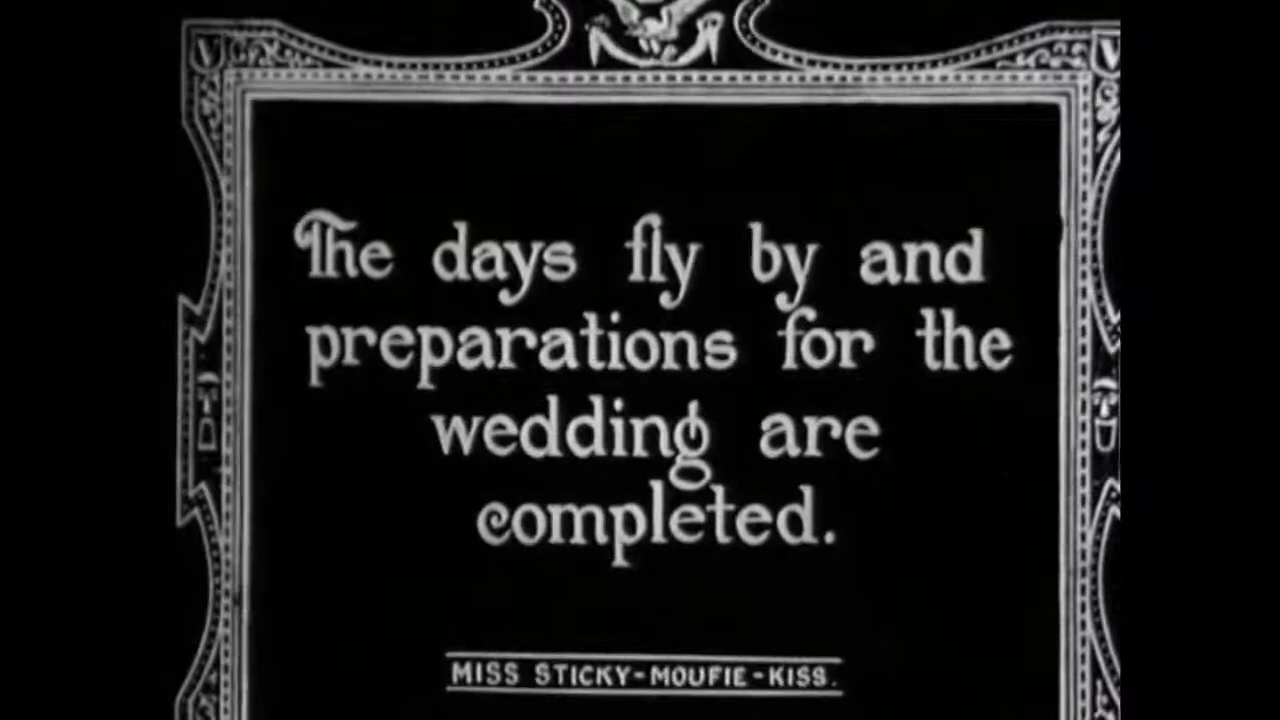 The days fly by and
preparations for the
wedding are
completed.
MISS STICKY-MOUFIE-KISS.